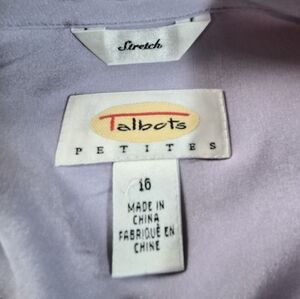 Stretch
Talbots
PETITES
16
MADE IN
CHINA
FABRIQUÉ EN
CHINE